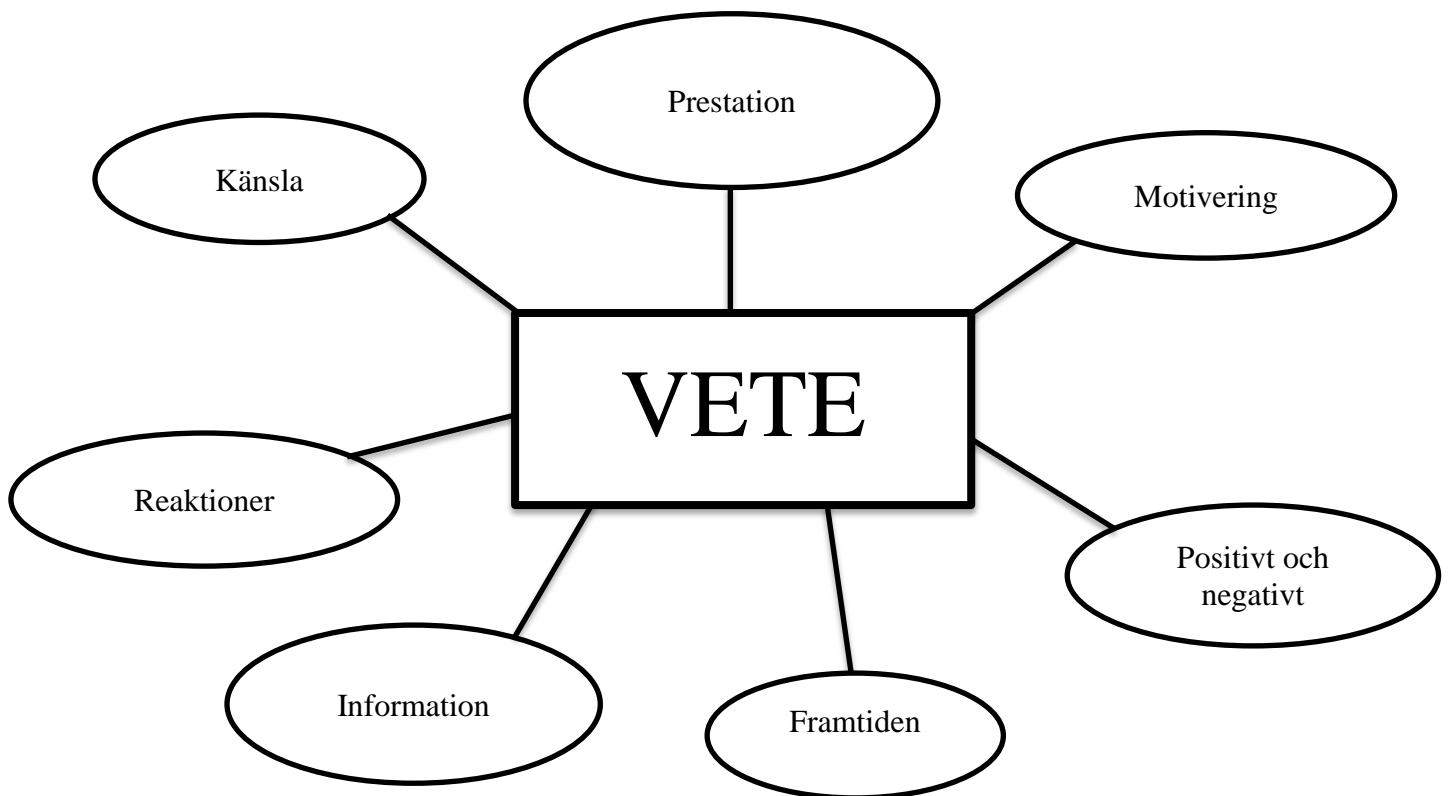 Prestation
Känsla
Motivering
VETE
Reaktioner
Positivt och
negativt
Information
Framtiden